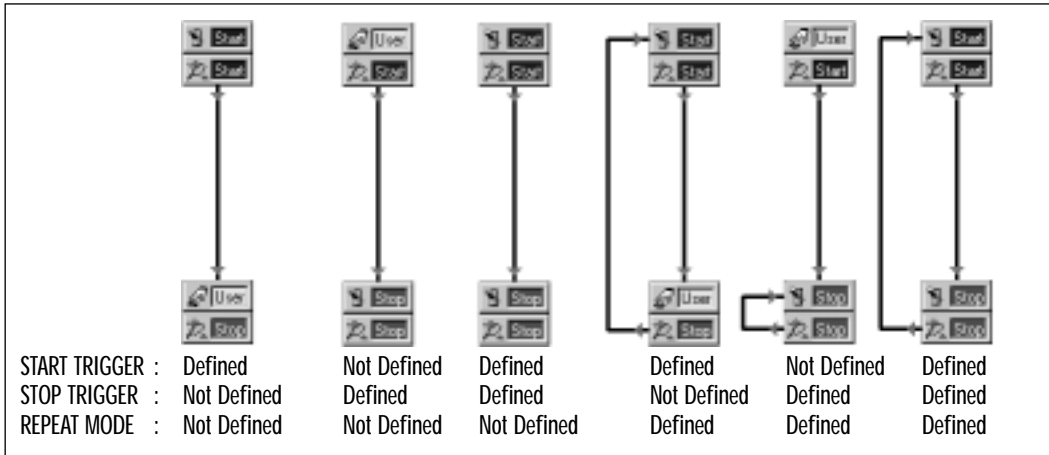 Start User Start Start User Start
Start Start Start Start Start Start
User Stop Stop User Stop Stop
Stop Stop Stop Stop Stop Stop
START TRIGGER : Defined Not Defined Defined Defined Not Defined Defined
STOP TRIGGER : Not Defined Defined Defined Not Defined Defined Defined
REPEAT MODE : Not Defined Not Defined Not Defined Defined Defined Defined